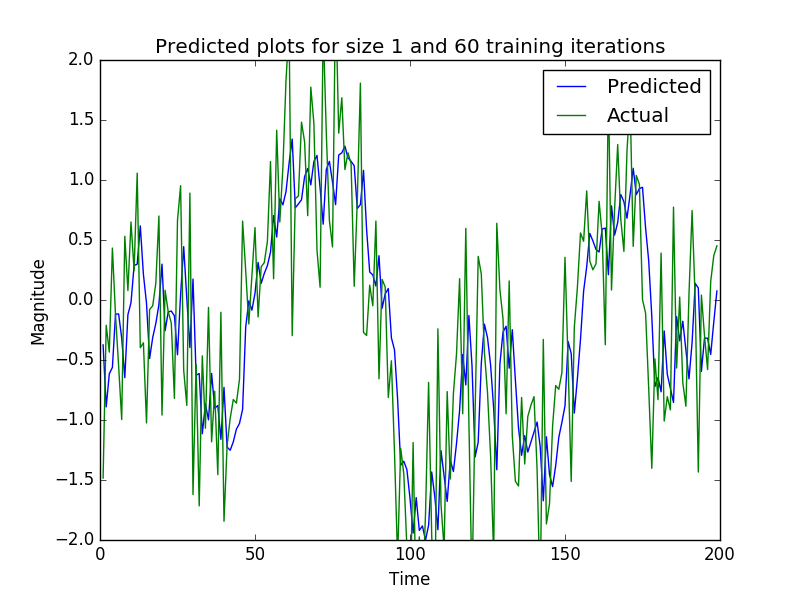 Predicted plots for size 1 and 60 training iterations
Predicted
Actual
2.0
1.5
1.0
0.5
0.0
−0.5
−1.0
−1.5
−2.0
Magnitude
0 50 100 150 200
Time